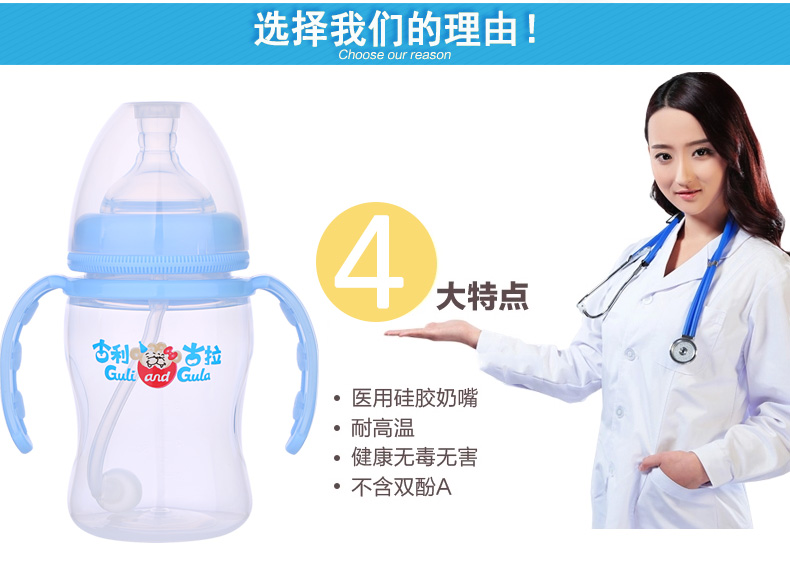 选择我们的理由！
Choose our reason
4大特点
古利 古拉
Guli and Gula
• 医用硅胶奶嘴
• 耐高温
• 健康无毒无害
• 不含双酚A